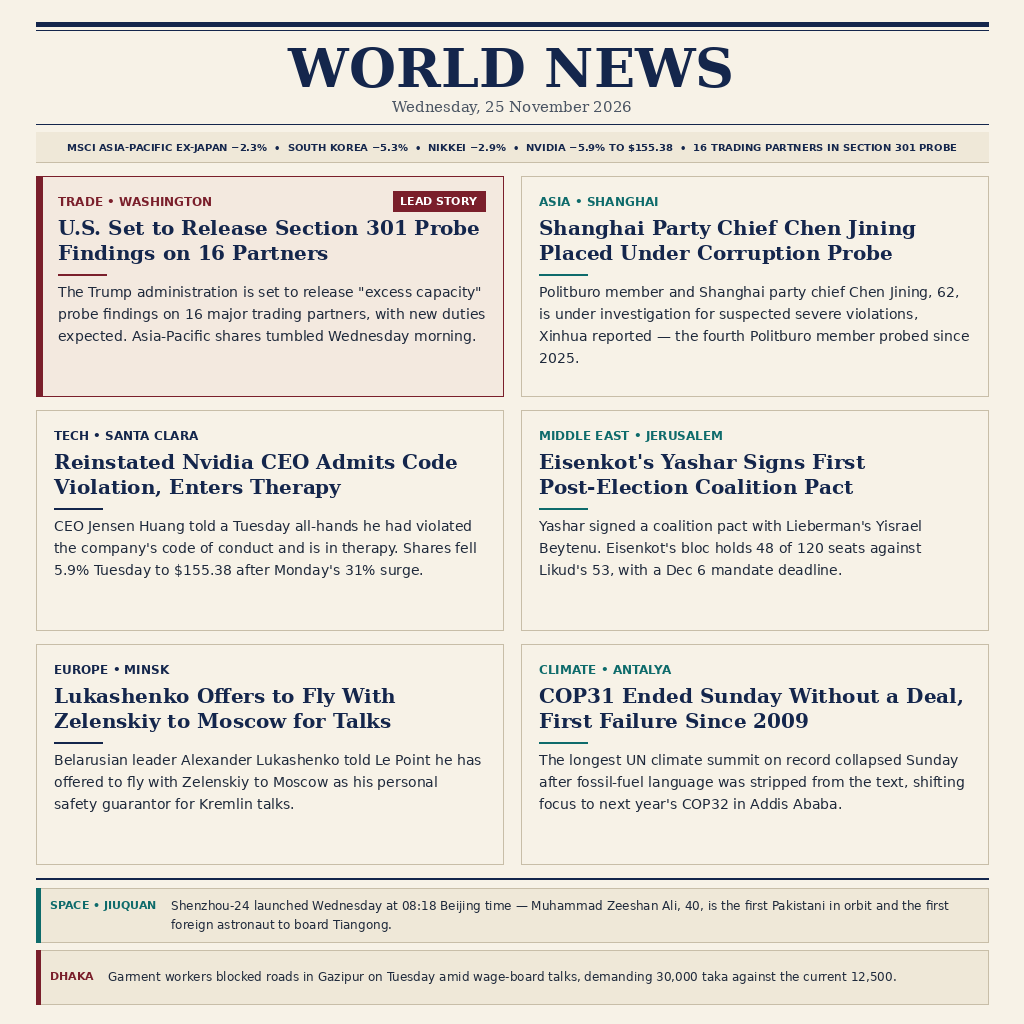 WORLD NEWS
Wednesday, 25 November 2026
MSCI ASIA-PACIFIC EX-JAPAN −2.3% • SOUTH KOREA −5.3% • NIKKEI −2.9% • NVIDIA −5.9% TO $155.38 • 16 TRADING PARTNERS IN SECTION 301 PROBE
TRADE • WASHINGTON
LEAD STORY
U.S. Set to Release Section 301 Probe
Findings on 16 Partners
The Trump administration is set to release "excess capacity"
probe findings on 16 major trading partners, with new duties
expected. Asia-Pacific shares tumbled Wednesday morning.
ASIA • SHANGHAI
Shanghai Party Chief Chen Jining
Placed Under Corruption Probe
Politburo member and Shanghai party chief Chen Jining, 62,
is under investigation for suspected severe violations,
Xinhua reported — the fourth Politburo member probed since
2025.
TECH • SANTA CLARA
Reinstated Nvidia CEO Admits Code
Violation, Enters Therapy
CEO Jensen Huang told a Tuesday all-hands he had violated
the company's code of conduct and is in therapy. Shares fell
5.9% Tuesday to $155.38 after Monday's 31% surge.
MIDDLE EAST • JERUSALEM
Eisenkot's Yashar Signs First
Post-Election Coalition Pact
Yashar signed a coalition pact with Lieberman's Yisrael
Beytenu. Eisenkot's bloc holds 48 of 120 seats against
Likud's 53, with a Dec 6 mandate deadline.
EUROPE • MINSK
Lukashenko Offers to Fly With
Zelenskiy to Moscow for Talks
Belarusian leader Alexander Lukashenko told Le Point he has
offered to fly with Zelenskiy to Moscow as his personal
safety guarantor for Kremlin talks.
CLIMATE • ANTALYA
COP31 Ended Sunday Without a Deal,
First Failure Since 2009
The longest UN climate summit on record collapsed Sunday
after fossil-fuel language was stripped from the text, shifting
focus to next year's COP32 in Addis Ababa.
SPACE • JIUQUAN
Shenzhou-24 launched Wednesday at 08:18 Beijing time — Muhammad Zeeshan Ali, 40, is the first Pakistani in orbit and the first
foreign astronaut to board Tiangong.
DHAKA
Garment workers blocked roads in Gazipur on Tuesday amid wage-board talks, demanding 30,000 taka against the current 12,500.